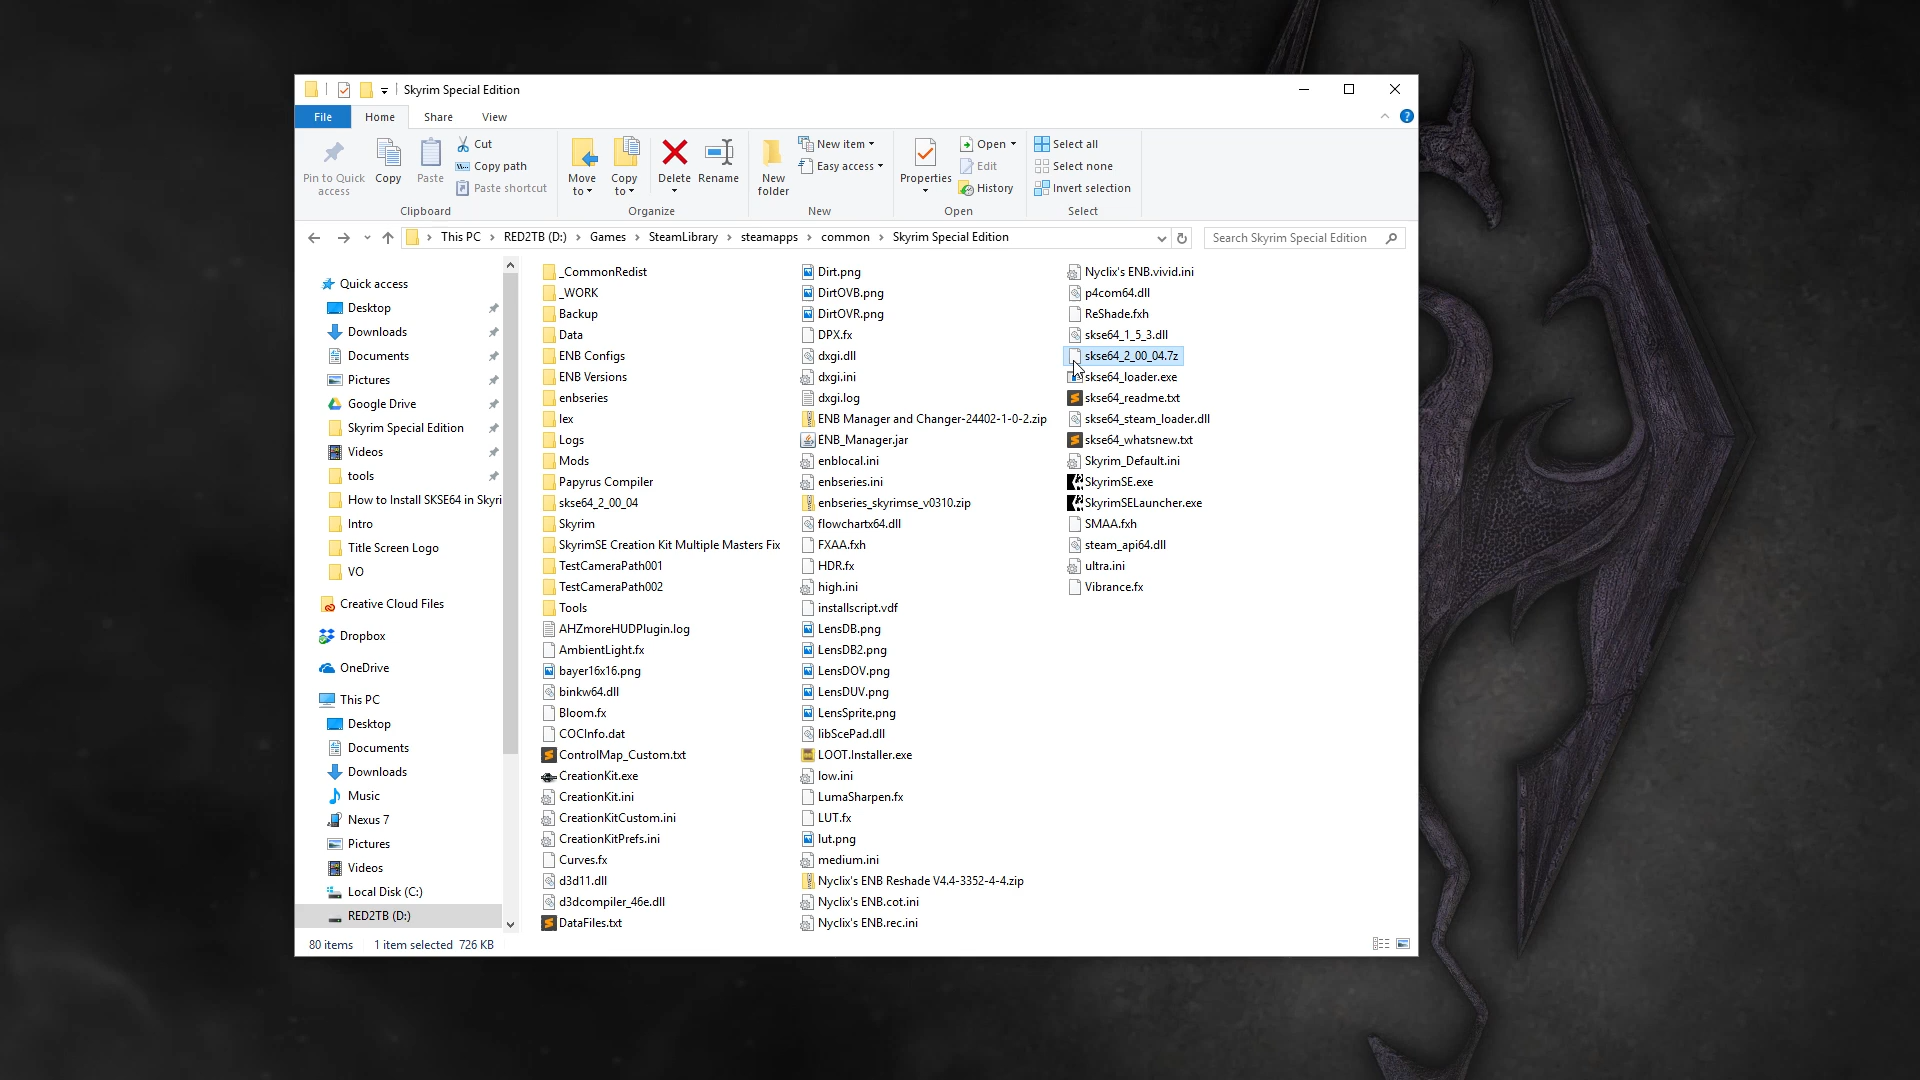 Skyrim Special Edition
File Home Share View
Pin to Quick access
Copy
Paste
Cut
Copy path
Paste shortcut
Clipboard
Move to
Copy to
Delete
Rename
Organize
New folder
New item
Easy access
New
Properties
Open
Edit
History
Open
Select all
Select none
Invert selection
Select
This PC > RED2TB (D:) > Games > SteamLibrary > steamapps > common > Skyrim Special Edition
Search Skyrim Special Edition
Quick access
Desktop
Downloads
Documents
Pictures
Google Drive
Skyrim Special Edition
Videos
tools
How to Install SKSE64 in Skyri
Intro
Title Screen Logo
VO
Creative Cloud Files
Dropbox
OneDrive
This PC
Desktop
Documents
Downloads
Music
Nexus 7
Pictures
Videos
Local Disk (C:)
RED2TB (D:)
_CommonRedist
_WORK
Backup
Data
ENB Configs
ENB Versions
enbseries
lex
Logs
Mods
Papyrus Compiler
skse64_2_00_04
Skyrim
SkyrimSE Creation Kit Multiple Masters Fix
TestCameraPath001
TestCameraPath002
Tools
AHZmoreHUDPlugin.log
AmbientLight.fx
bayer16x16.png
binkw64.dll
Bloom.fx
COCInfo.dat
ControlMap_Custom.txt
CreationKit.exe
CreationKit.ini
CreationKitCustom.ini
CreationKitPrefs.ini
Curves.fx
d3d11.dll
d3dcompiler_46e.dll
DataFiles.txt
Dirt.png
DirtOVB.png
DirtOVR.png
DPX.fx
dxgi.dll
dxgi.ini
dxgi.log
ENB Manager and Changer-24402-1-0-2.zip
ENB_Manager.jar
enblocal.ini
enbseries.ini
enbseries_skyrimse_v0310.zip
flowchartx64.dll
FXAA.fxh
HDR.fx
high.ini
installscript.vdf
LensDB.png
LensDB2.png
LensDOV.png
LensDUV.png
LensSprite.png
libScePad.dll
LOOT.Installer.exe
low.ini
LumaSharpen.fx
LUT.fx
lut.png
medium.ini
Nyclix's ENB Reshade V4.4-3352-4-4.zip
Nyclix's ENB.cot.ini
Nyclix's ENB.rec.ini
Nyclix's ENB.vivid.ini
p4com64.dll
ReShade.fxh
skse64_1_5_3.dll
skse64_2_00_04.7z
skse64_loader.exe
skse64_readme.txt
skse64_steam_loader.dll
skse64_whatsnew.txt
Skyrim_Default.ini
SkyrimSE.exe
SkyrimSELauncher.exe
SMAA.fxh
steam_api64.dll
ultra.ini
Vibrance.fx
80 items 1 item selected 726 KB